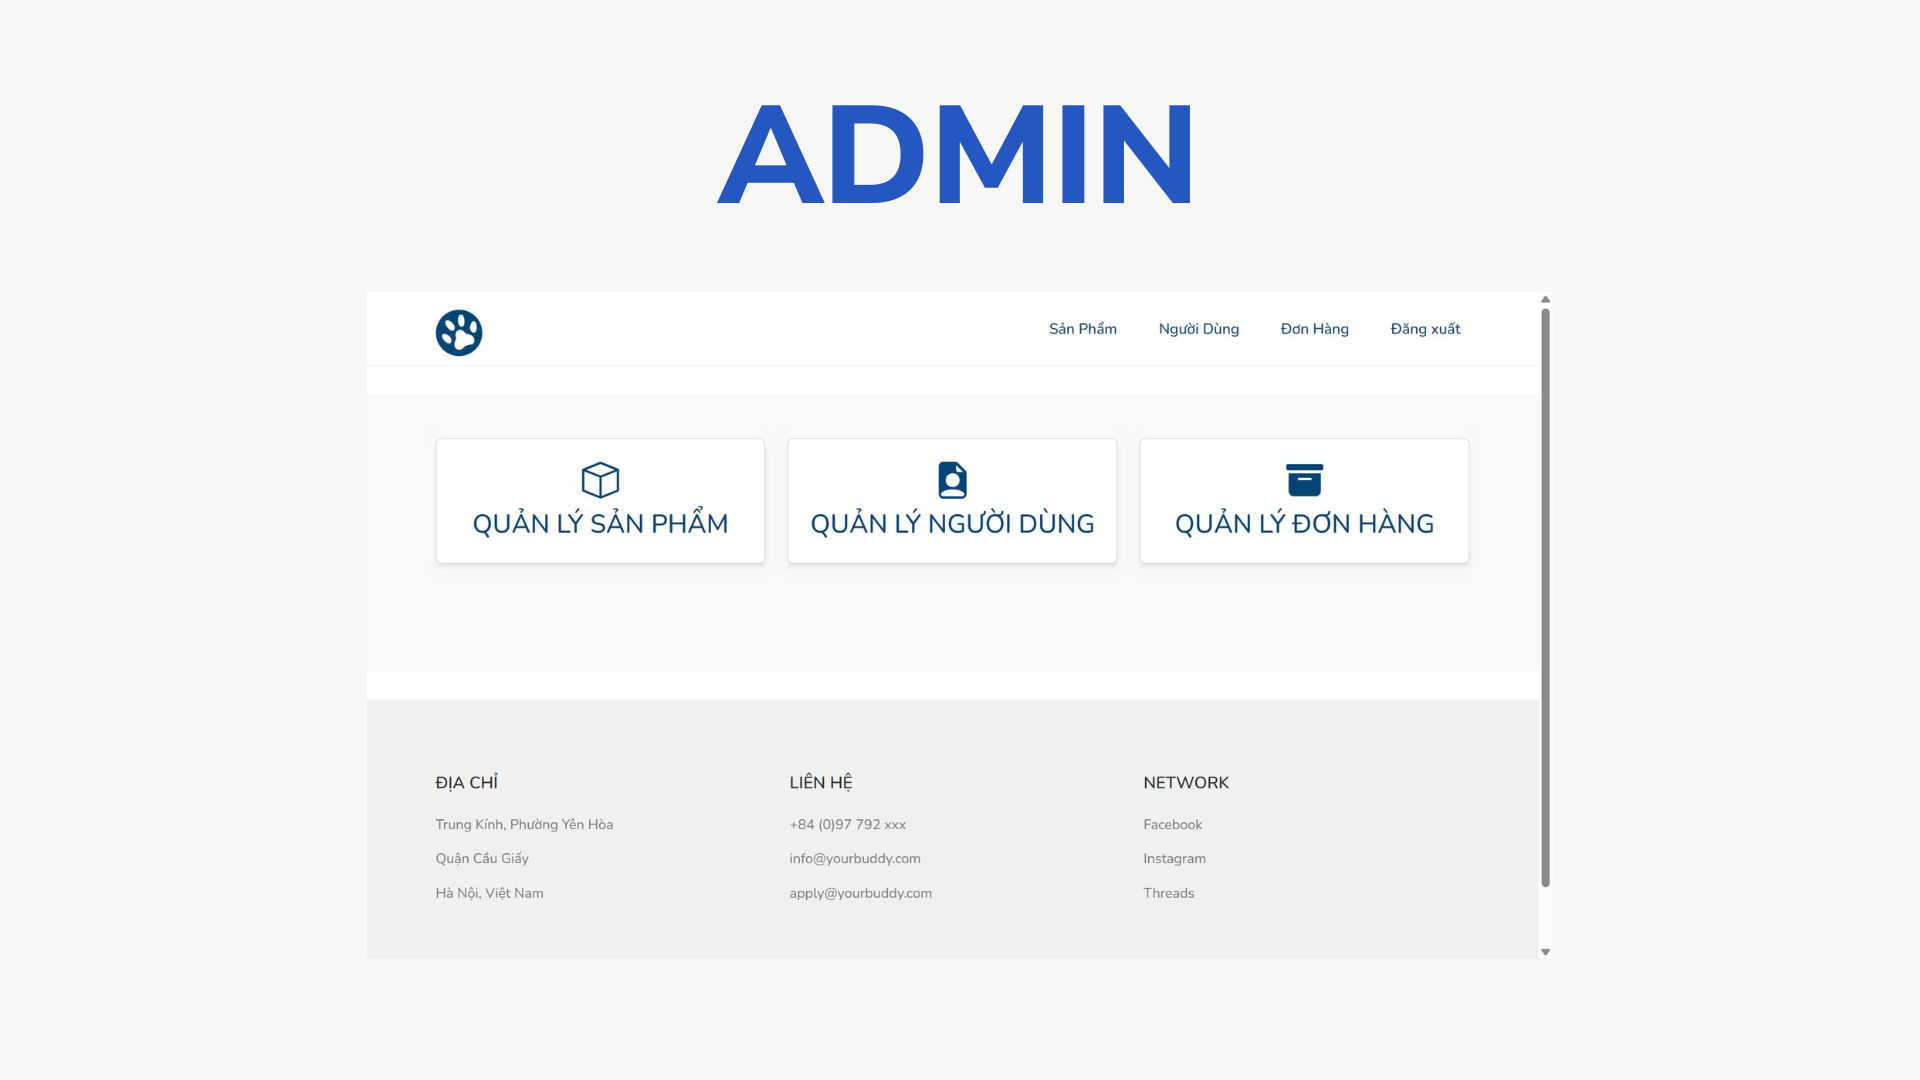 ADMIN
Sản Phẩm Người Dùng Đơn Hàng Đăng xuất
QUẢN LÝ SẢN PHẨM
QUẢN LÝ NGƯỜI DÙNG
QUẢN LÝ ĐƠN HÀNG
ĐỊA CHỈ
Trung Kính, Phường Yên Hòa
Quận Cầu Giấy
Hà Nội, Việt Nam
LIÊN HỆ
+84 (0)97 792 xxx
info@yourbuddy.com
apply@yourbuddy.com
NETWORK
Facebook
Instagram
Threads